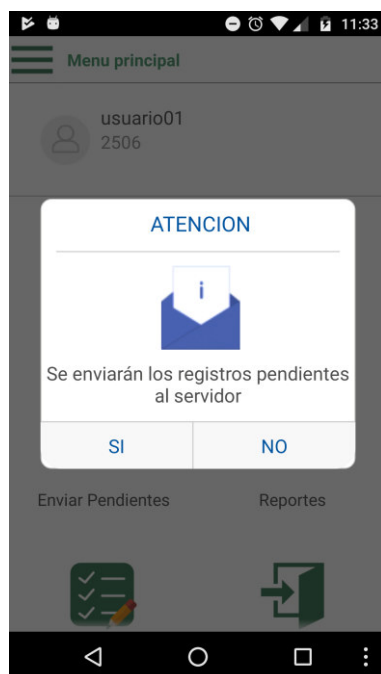 11:33
Menu principal
usuario01
2506
ATENCION
i
Se enviarán los registros pendientes
al servidor
SI NO
Enviar Pendientes Reportes